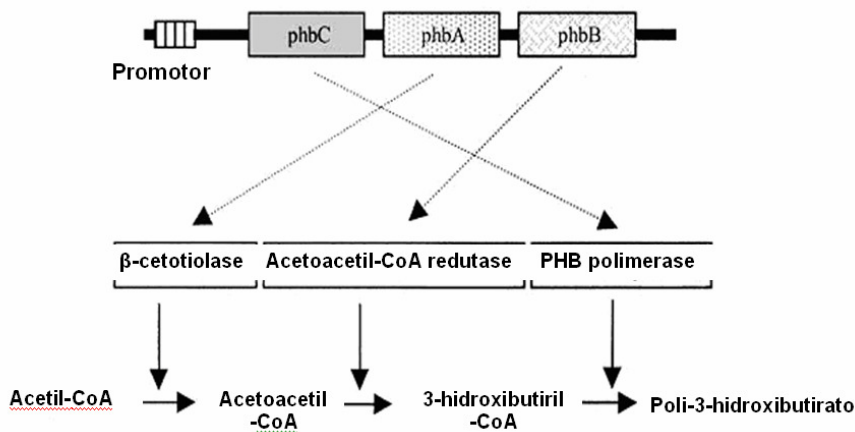 phbC phbA phbB
Promotor
β-cetotiolase Acetoacetil-CoA redutase PHB polimerase
Acetil-CoA Acetoacetil 3-hidroxibutiril Poli-3-hidroxibutirato
-CoA -CoA